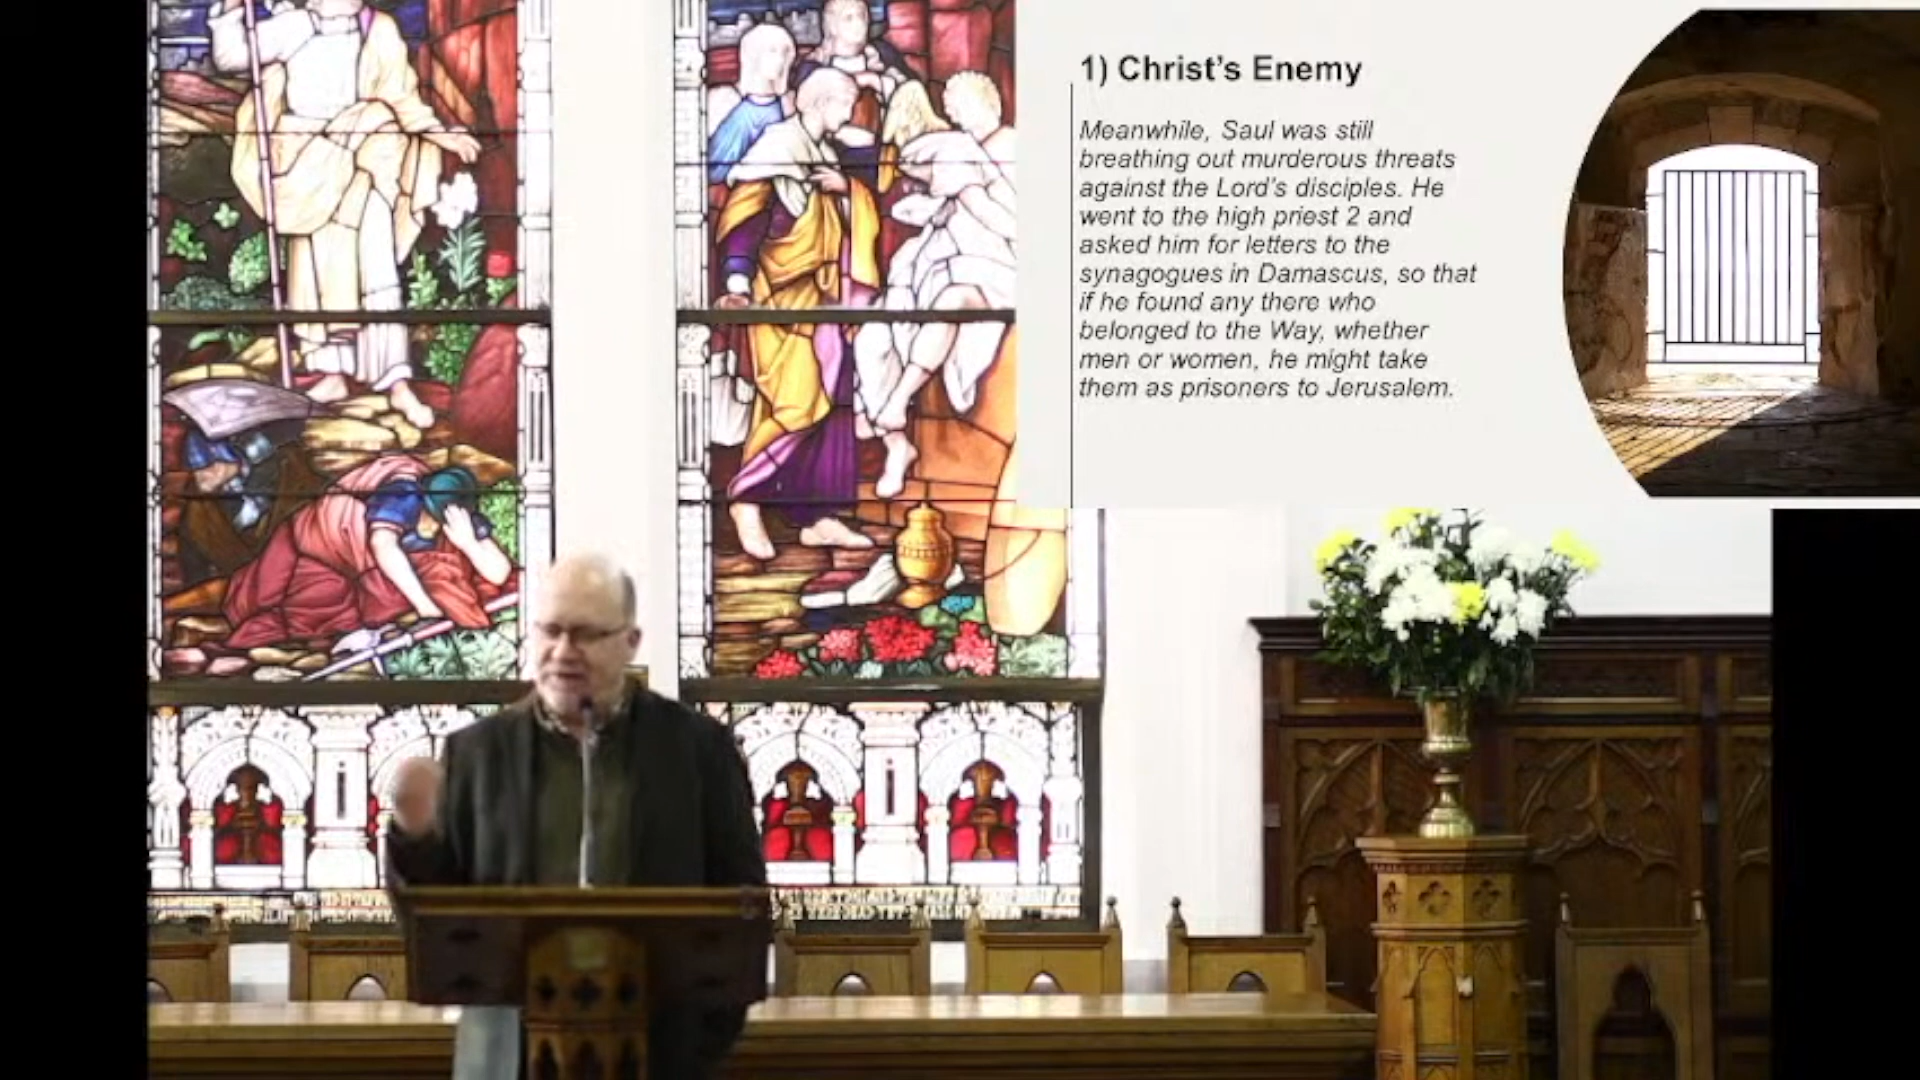 1) Christ's Enemy
Meanwhile, Saul was still
breathing out murderous threats
against the Lord's disciples. He
went to the high priest 2 and
asked him for letters to the
synagogues in Damascus, so that
if he found any there who
belonged to the Way, whether
men or women, he might take
them as prisoners to Jerusalem.